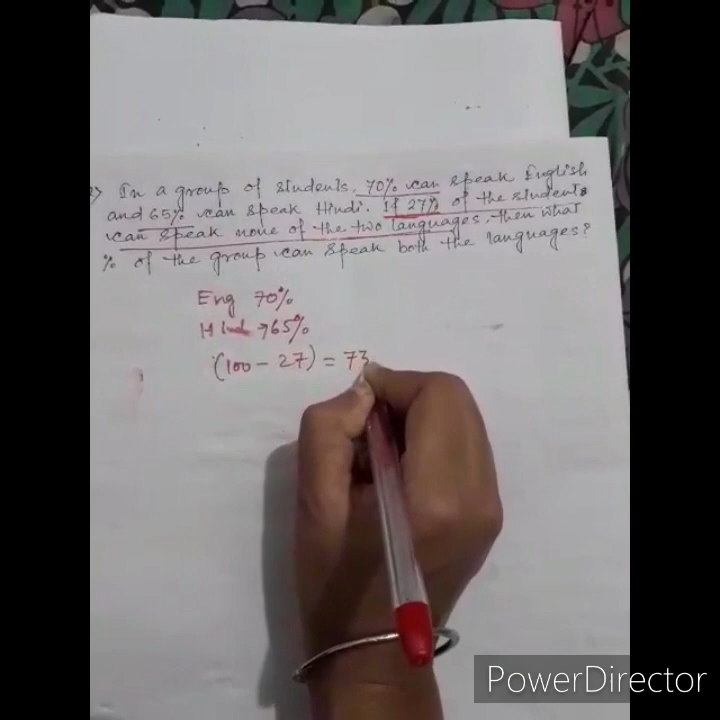 In a group of students, 70% can speak English
and 65% can speak Hindi. If 27% of the students
can speak none of the two languages, then what
% of the group can speak both the languages?
Eng 70%
Hind → 65%
(100 - 27) = 73
PowerDirector